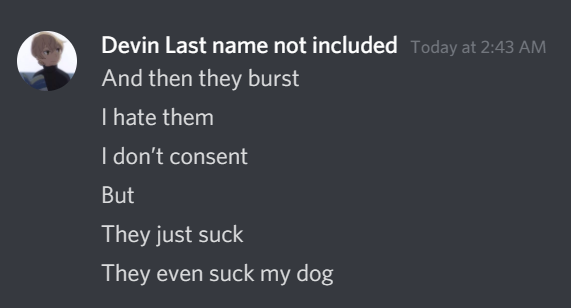 Devin Last name not included Today at 2:43 AM
And then they burst
I hate them
I don’t consent
But
They just suck
They even suck my dog